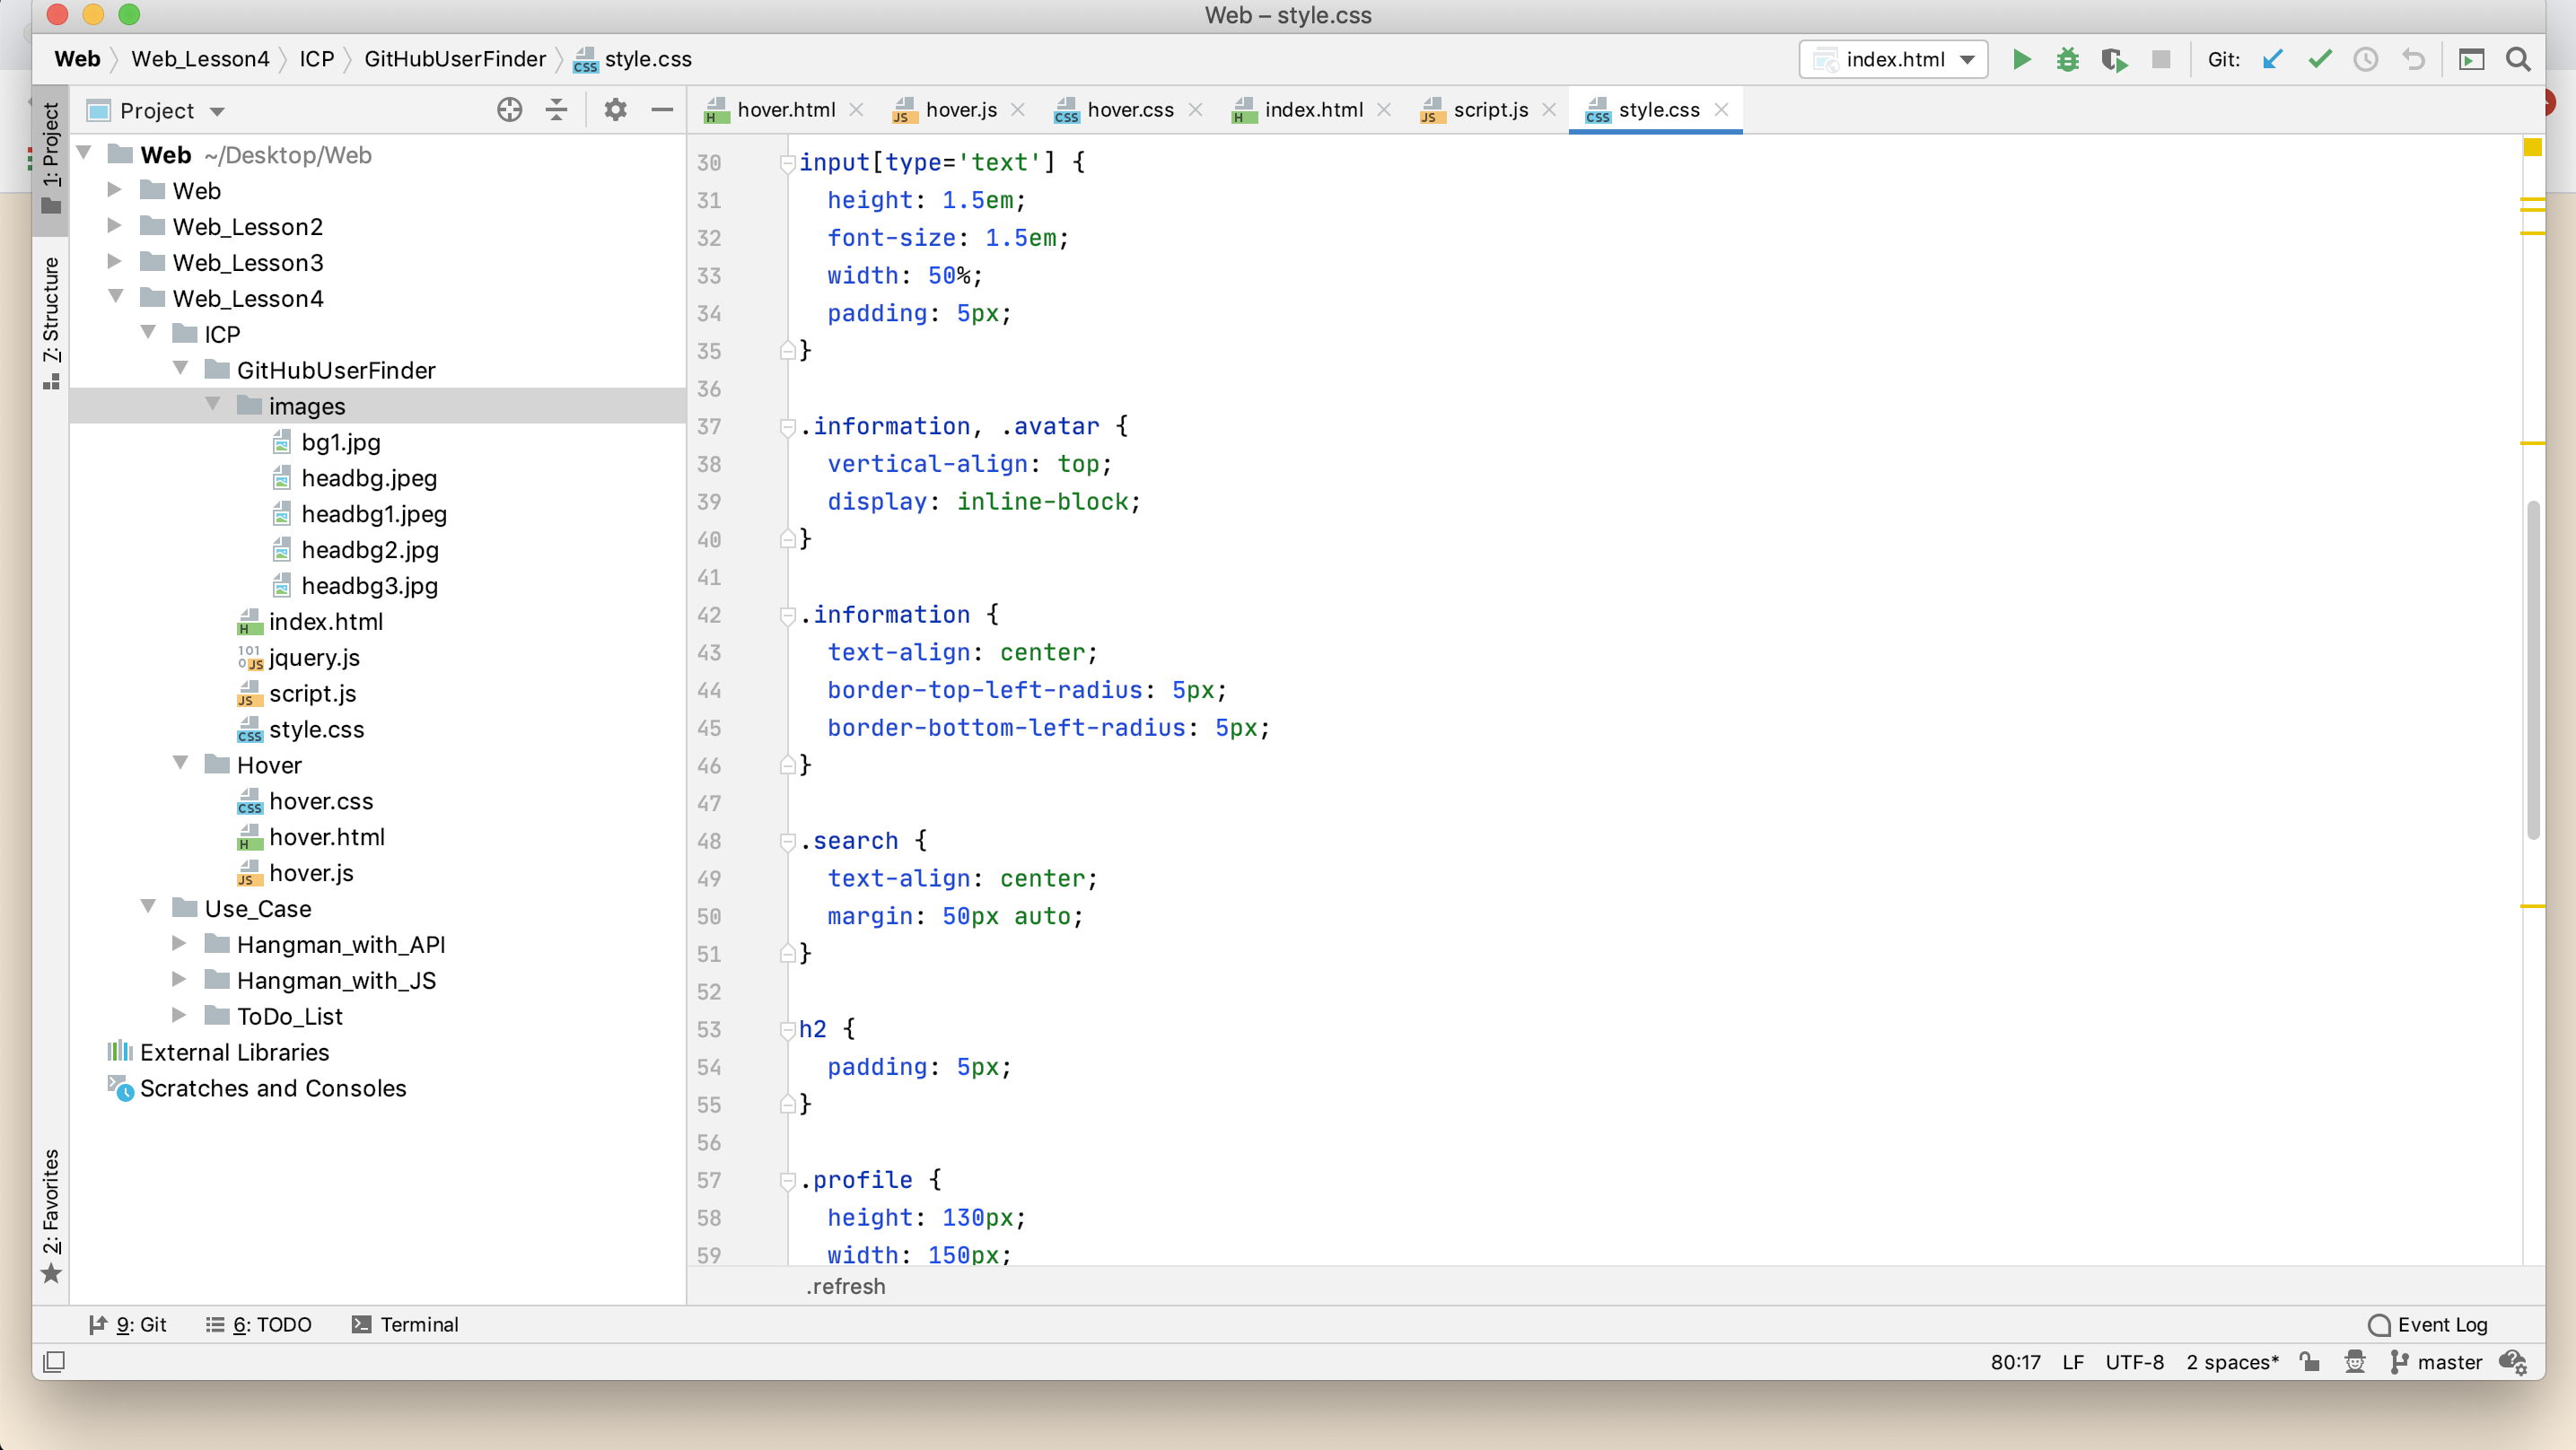 Web – style.css
Web Web_Lesson4 ICP GitHubUserFinder style.css
index.html Git:
1: Project
7: Structure
2: Favorites
Project
Web ~/Desktop/Web
Web
Web_Lesson2
Web_Lesson3
Web_Lesson4
ICP
GitHubUserFinder
images
bg1.jpg
headbg.jpeg
headbg1.jpeg
headbg2.jpg
headbg3.jpg
index.html
jquery.js
script.js
style.css
Hover
hover.css
hover.html
hover.js
Use_Case
Hangman_with_API
Hangman_with_JS
ToDo_List
External Libraries
Scratches and Consoles
hover.html hover.js hover.css index.html script.js style.css
30 input[type='text'] {
31 height: 1.5em;
32 font-size: 1.5em;
33 width: 50%;
34 padding: 5px;
35 }
36
37 .information, .avatar {
38 vertical-align: top;
39 display: inline-block;
40 }
41
42 .information {
43 text-align: center;
44 border-top-left-radius: 5px;
45 border-bottom-left-radius: 5px;
46 }
47
48 .search {
49 text-align: center;
50 margin: 50px auto;
51 }
52
53 h2 {
54 padding: 5px;
55 }
56
57 .profile {
58 height: 130px;
59 width: 150px;
.refresh
9: Git 6: TODO Terminal Event Log
80:17 LF UTF-8 2 spaces* master